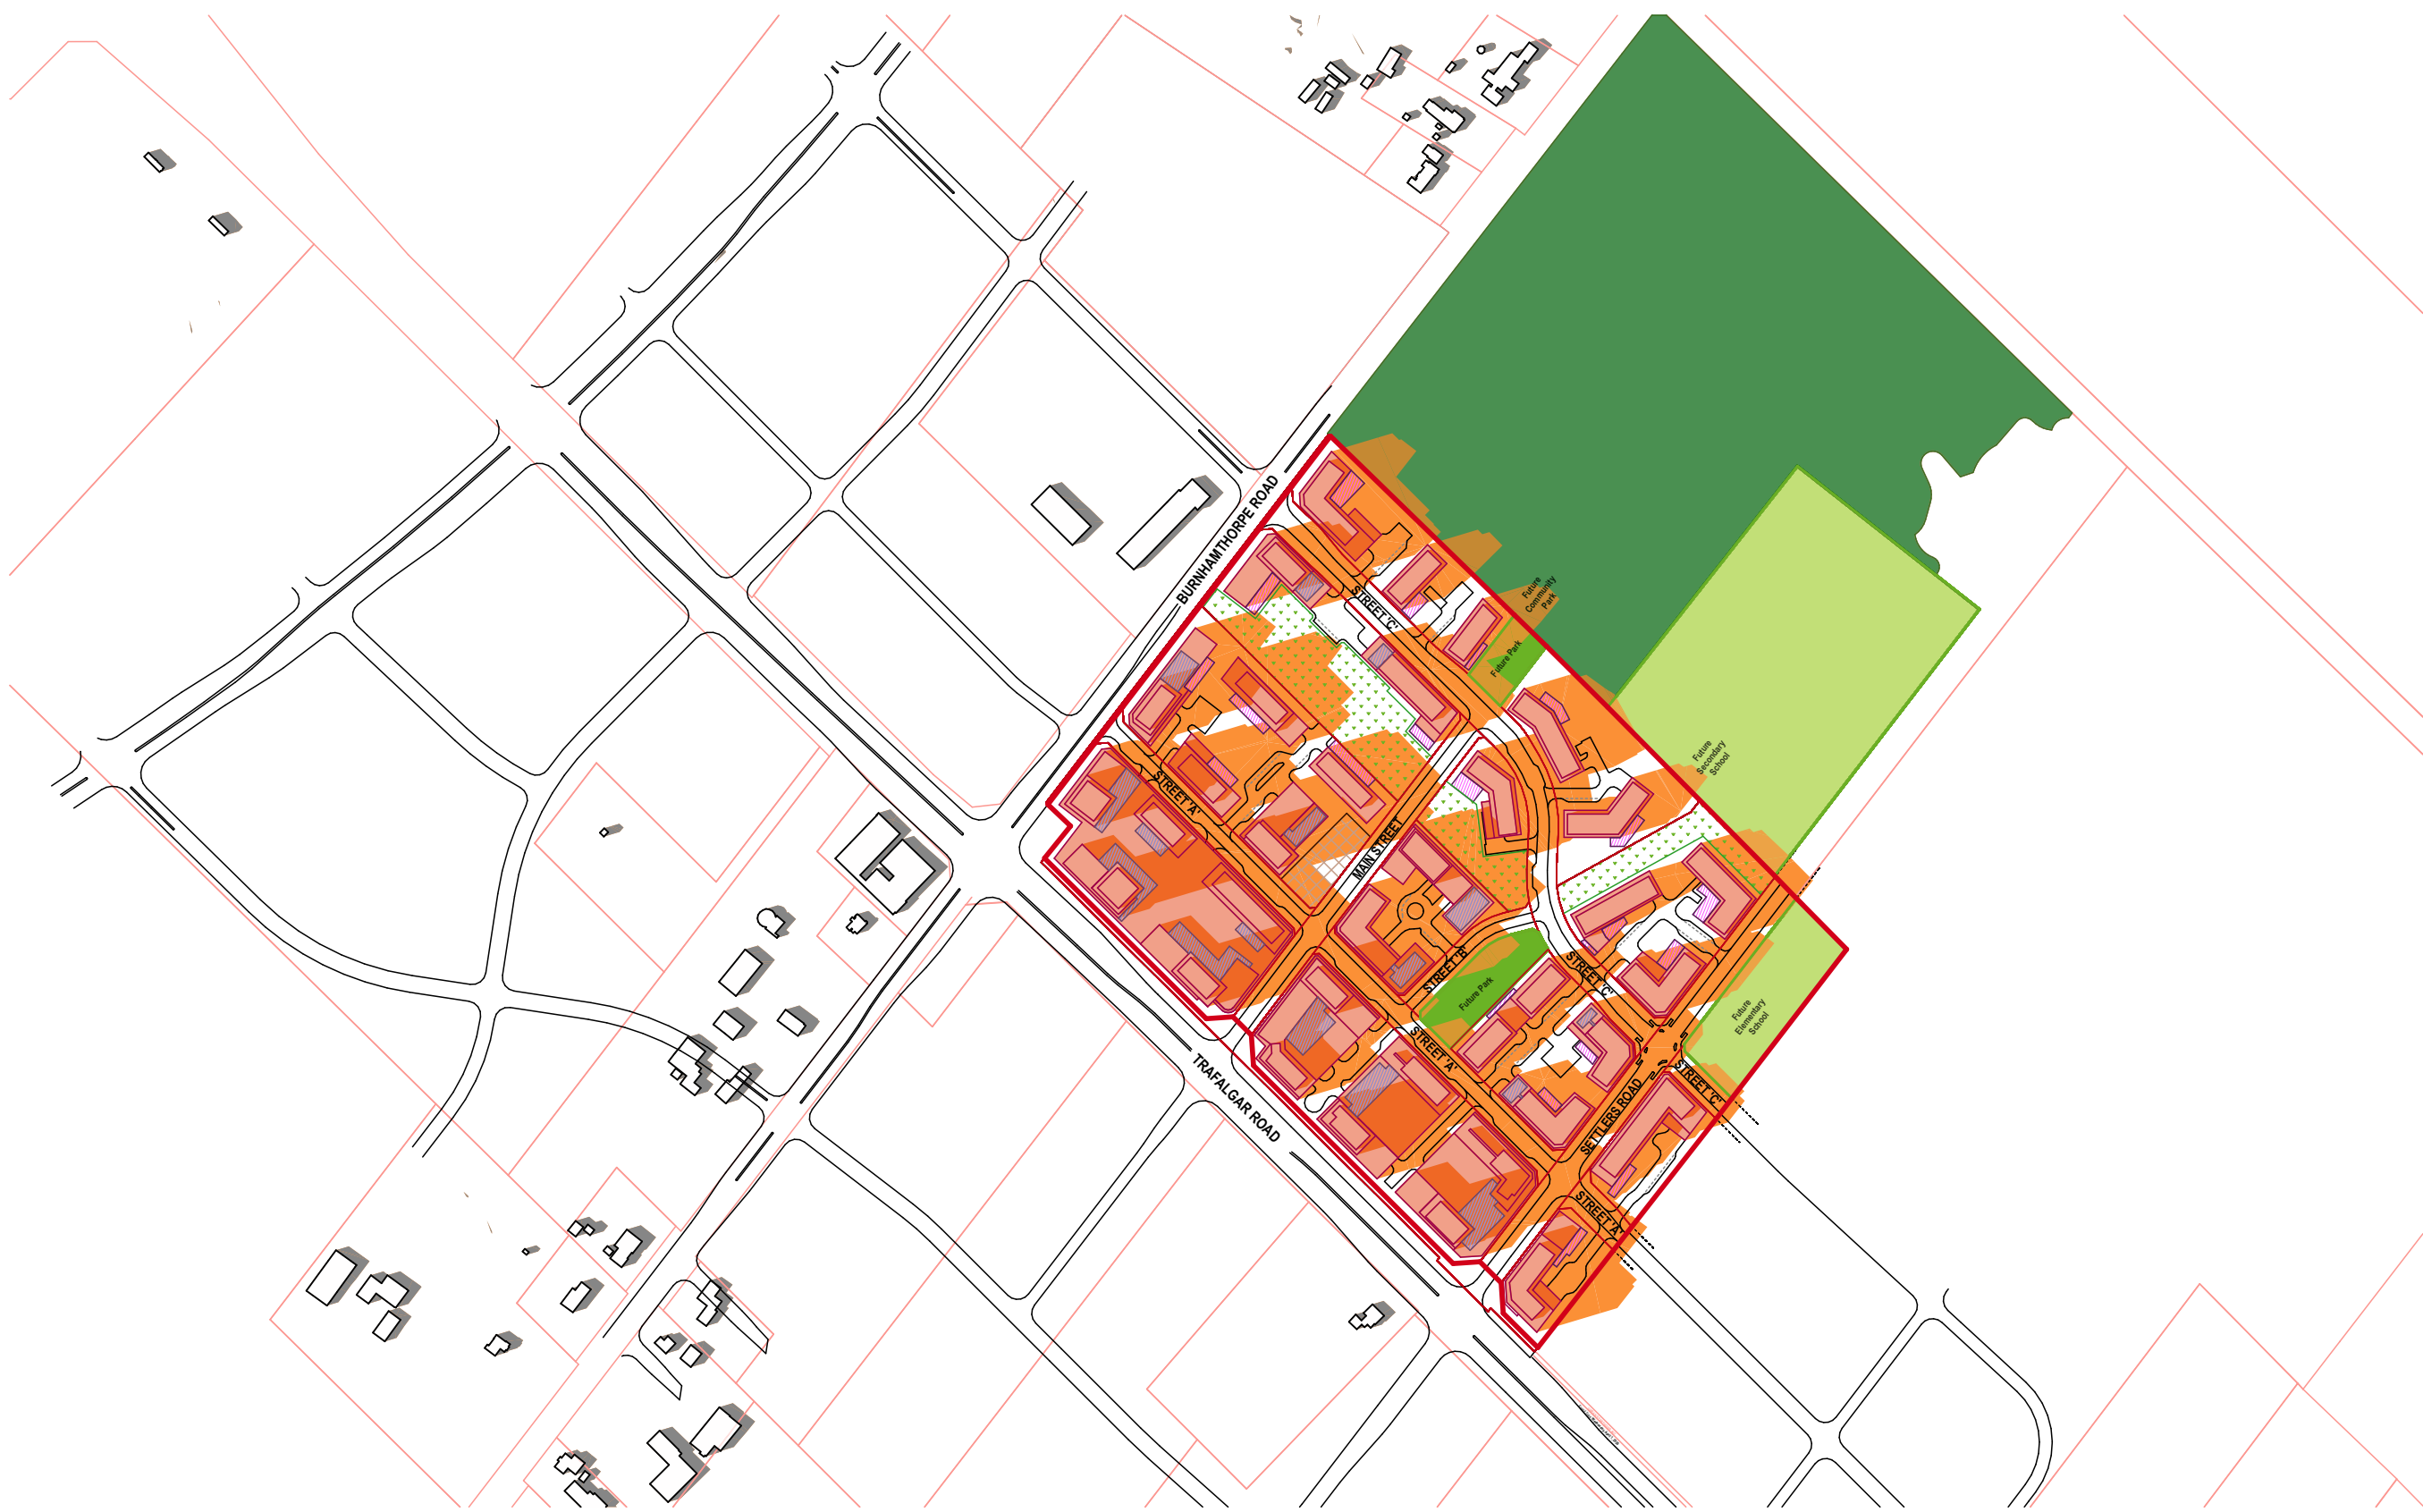 BURNHAMTHORPE ROAD
STREET 'C'
Future
Community
Park
Future Park
STREET 'A'
Future
Secondary
School
MAIN STREET
STREET 'B'
STREET 'C'
Future Park
Future
Elementary
School
STREET 'A'
TRAFALGAR ROAD
SETTLERS ROAD
STREET 'C'
STREET 'A'